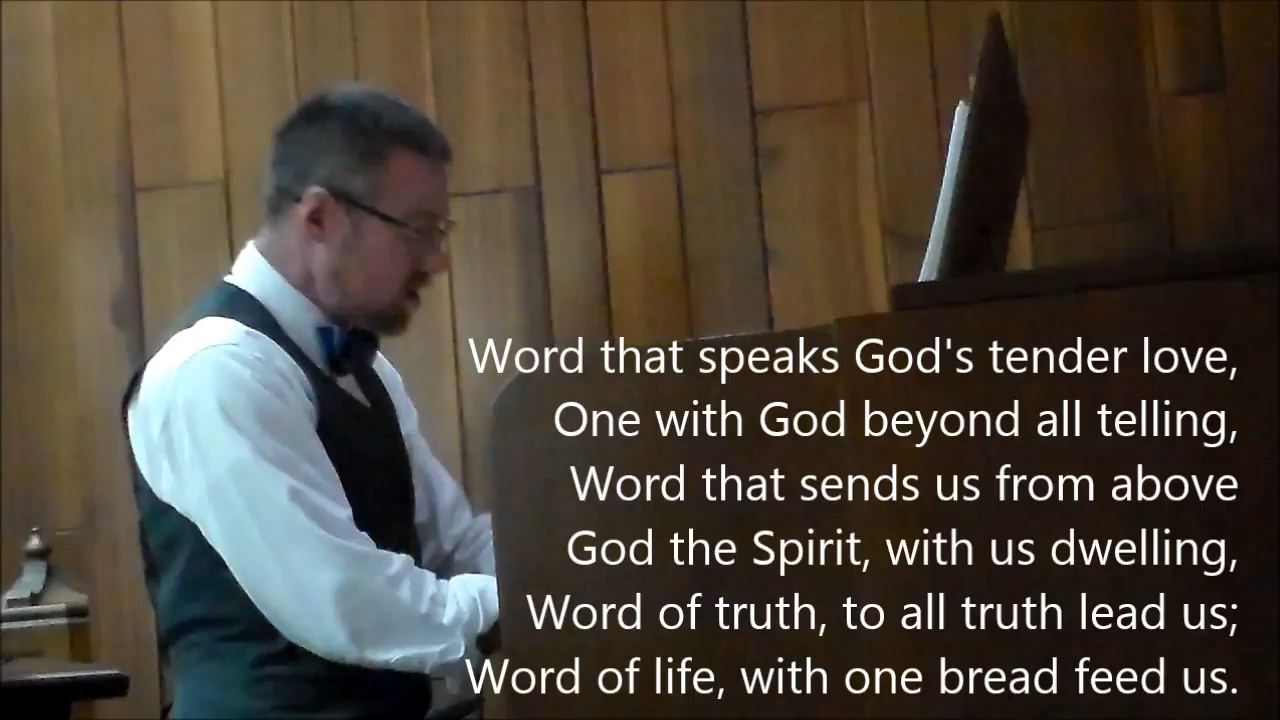 Word that speaks God's tender love,
One with God beyond all telling,
Word that sends us from above
God the Spirit, with us dwelling,
Word of truth, to all truth lead us;
Word of life, with one bread feed us.